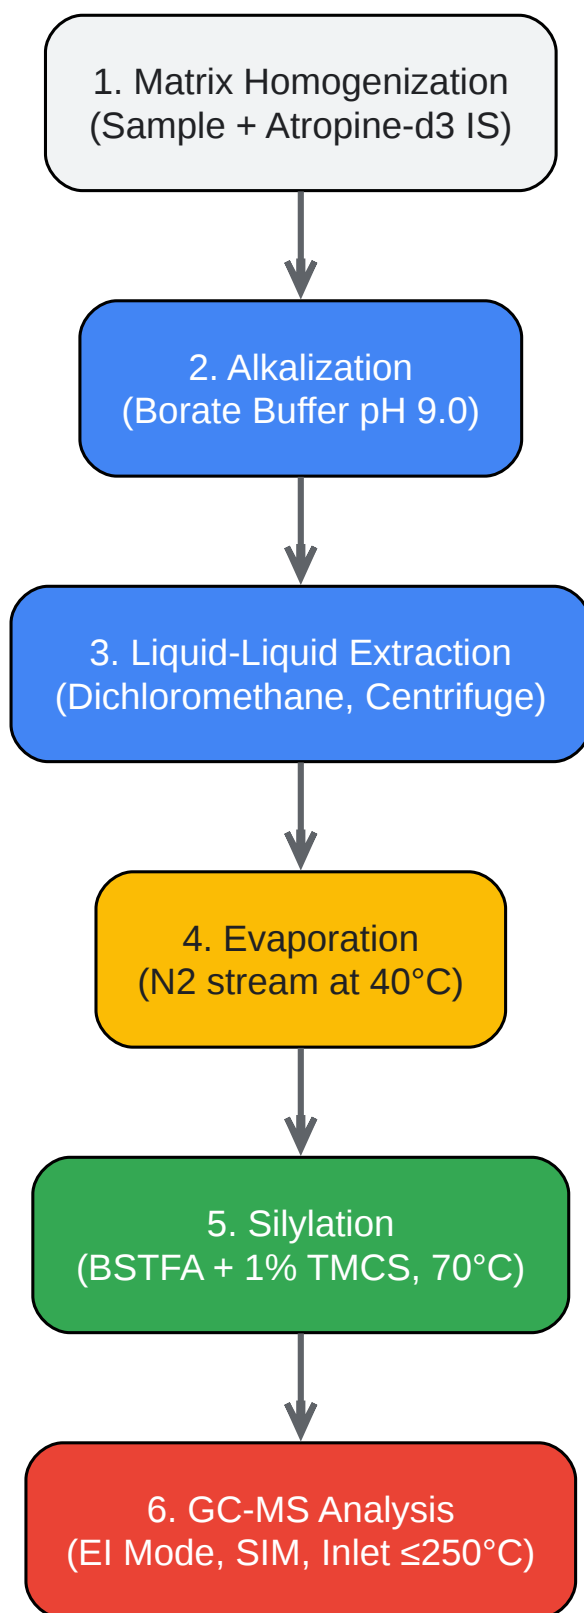 1. Matrix Homogenization
(Sample + Atropine-d3 IS)
2. Alkalization
(Borate Buffer pH 9.0)
3. Liquid-Liquid Extraction
(Dichloromethane, Centrifuge)
4. Evaporation
(N2 stream at 40°C)
5. Silylation
(BSTFA + 1% TMCS, 70°C)
6. GC-MS Analysis
(EI Mode, SIM, Inlet ≤250°C)